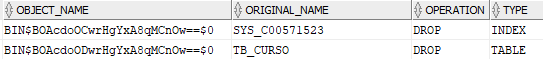 OBJECT_NAME ORIGINAL_NAME OPERATION TYPE
BIN$BOAcdoOCwrHgYxA8qMCnOw==$0 SYS_C00571523 DROP INDEX
BIN$BOAcdoODwrHgYxA8qMCnOw==$0 TB_CURSO DROP TABLE